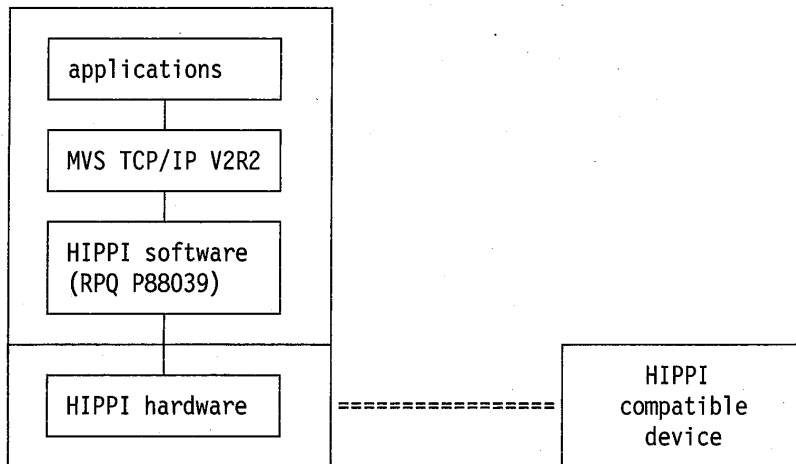 applications
MVS TCP/IP V2R2
HIPPI software
(RPQ P88039)
HIPPI hardware
================
HIPPI
compatible
device